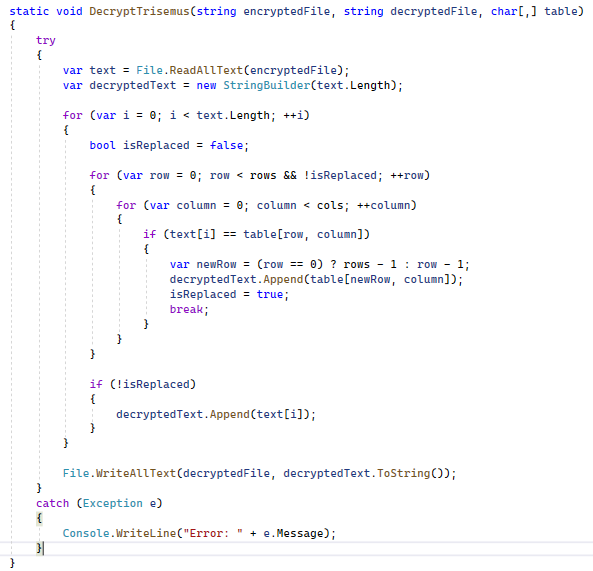 static void DecryptTrisemus(string encryptedFile, string decryptedFile, char[,] table)
{
    try
    {
        var text = File.ReadAllText(encryptedFile);
        var decryptedText = new StringBuilder(text.Length);

        for (var i = 0; i < text.Length; ++i)
        {
            bool isReplaced = false;

            for (var row = 0; row < rows && !isReplaced; ++row)
            {
                for (var column = 0; column < cols; ++column)
                {
                    if (text[i] == table[row, column])
                    {
                        var newRow = (row == 0) ? rows - 1 : row - 1;
                        decryptedText.Append(table[newRow, column]);
                        isReplaced = true;
                        break;
                    }
                }
            }

            if (!isReplaced)
            {
                decryptedText.Append(text[i]);
            }
        }

        File.WriteAllText(decryptedFile, decryptedText.ToString());
    }
    catch (Exception e)
    {
        Console.WriteLine("Error: " + e.Message);
    }
}